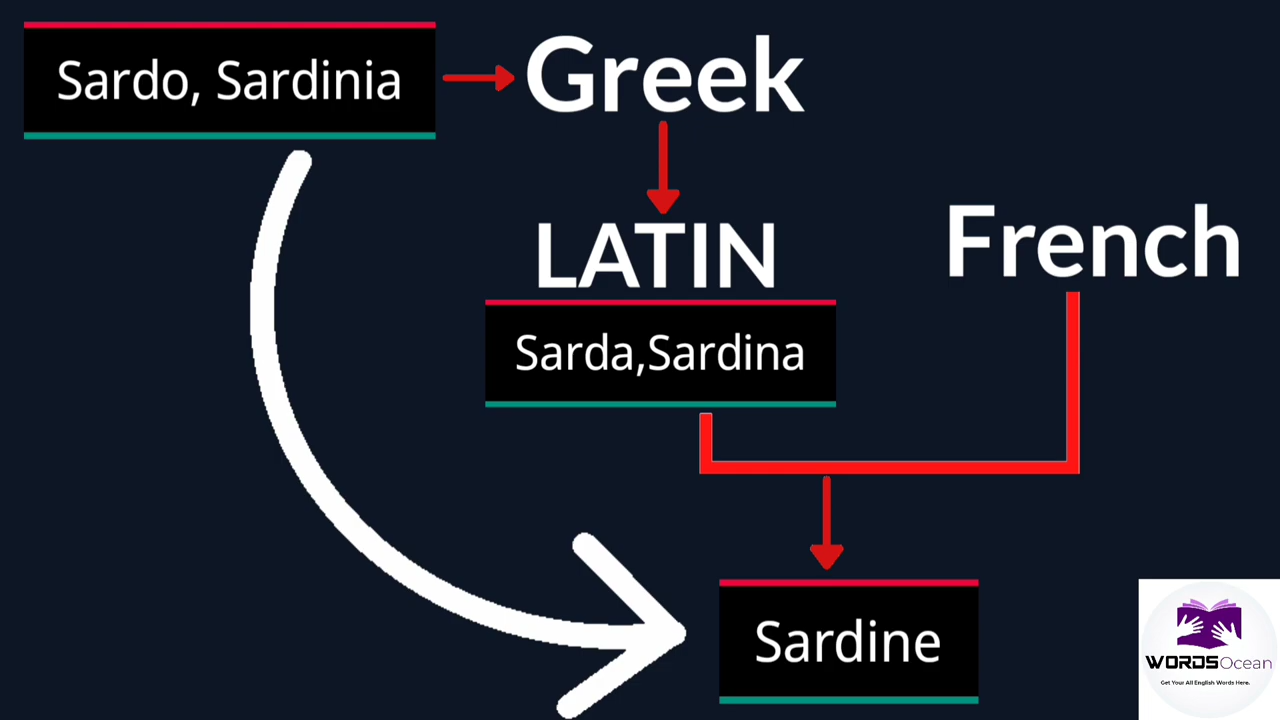 Sardo, Sardinia
Greek
LATIN
French
Sarda,Sardina
Sardine
WORDSOcean
Get Your All English Words Here.